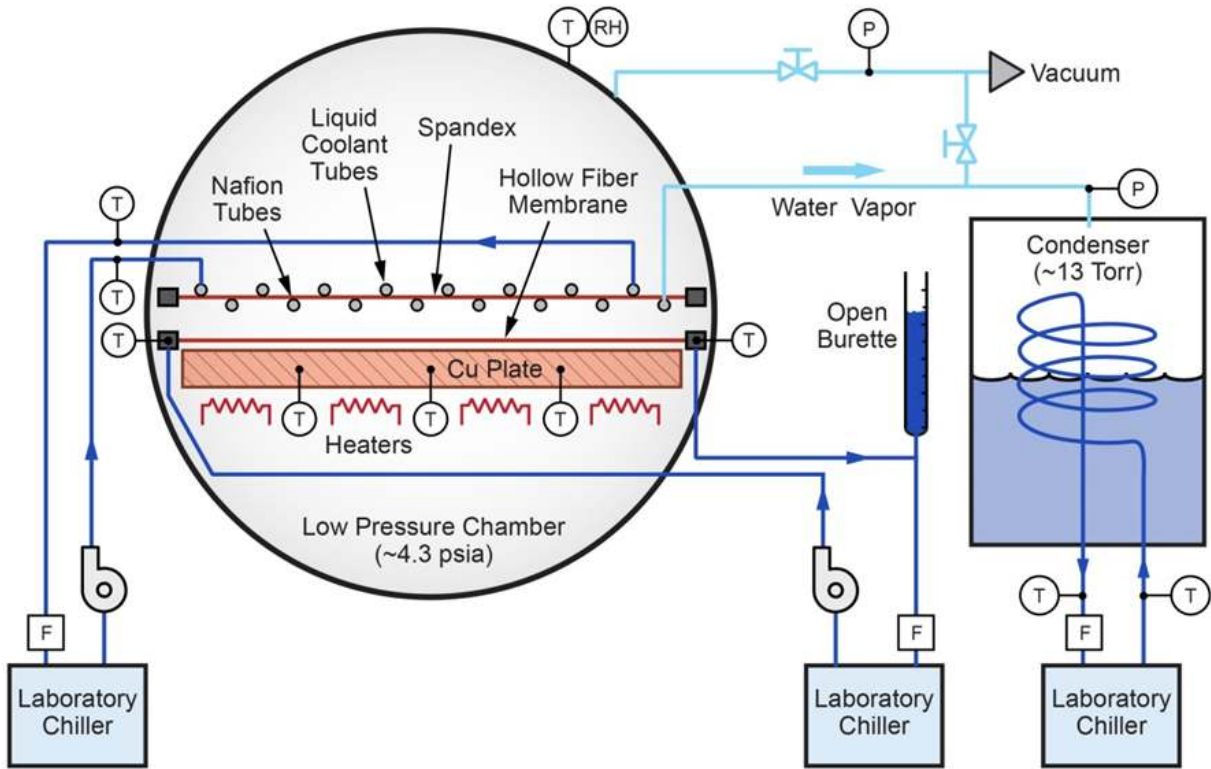 T
RH
P
Vacuum
Liquid
Coolant
Tubes
Spandex
Nafion
Tubes
Hollow Fiber
Membrane
Water Vapor
P
T
T
T
T
Condenser
(~13 Torr)
Open
Burette
Cu Plate
T
T
T
Heaters
Low Pressure Chamber
(~4.3 psia)
T
T
F
F
F
Laboratory
Chiller
Laboratory
Chiller
Laboratory
Chiller